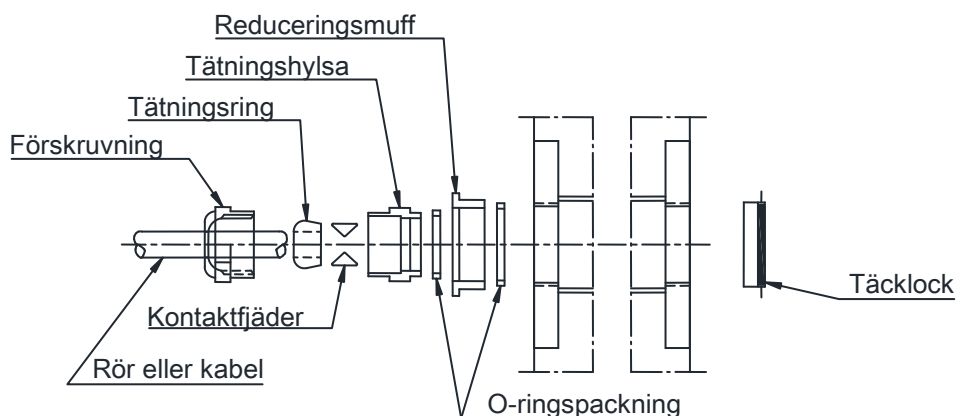 Reduceringsmuff
Tätningshylsa
Tätningsring
Förskruvning
Täcklock
Kontaktfjäder
Rör eller kabel
O-ringspackning